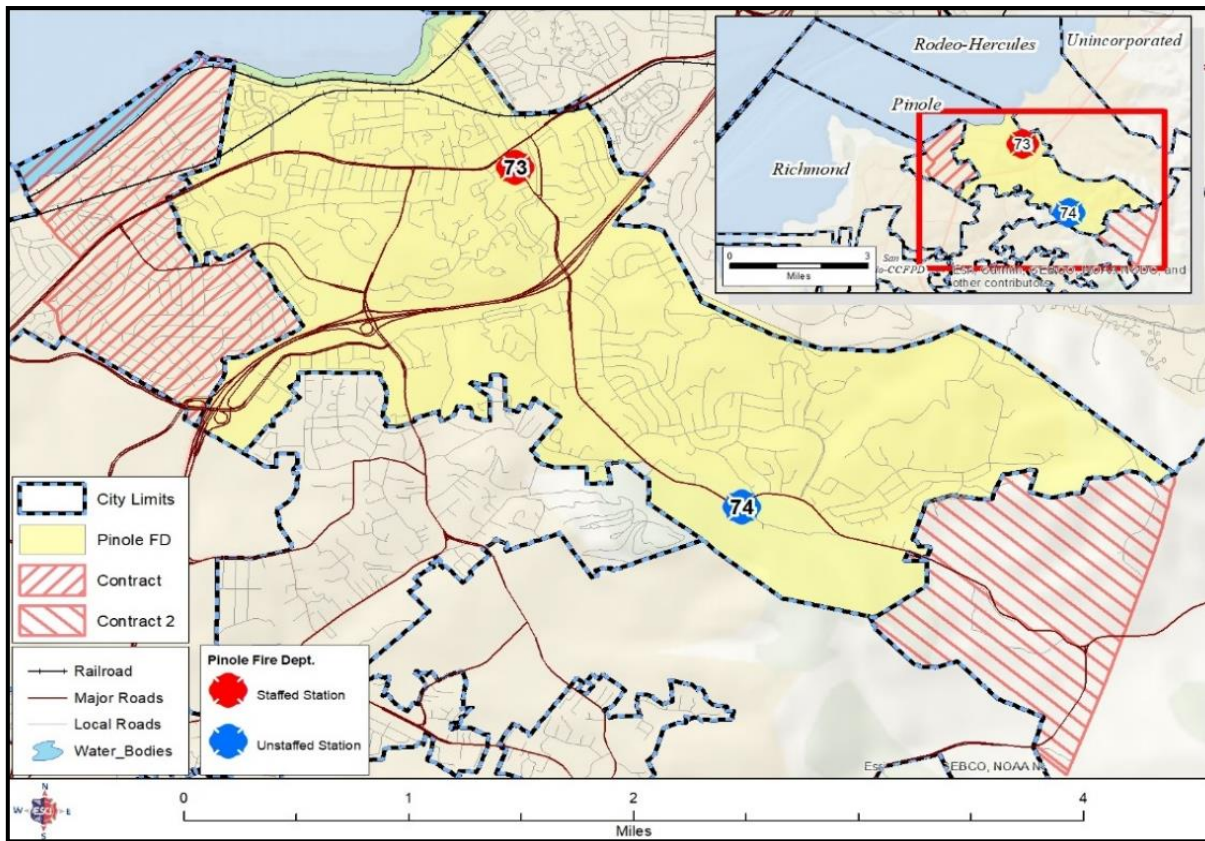 Rodeo-Hercules
Unincorporated
Pinole
Richmond
73
74
0
3
Miles
San
other contributors
73
74
City Limits
Pinole FD
Contract
Contract 2
Railroad
Major Roads
Local Roads
Water_Bodies
Pinole Fire Dept.
Staffed Station
Unstaffed Station
N
W
E
S
ESCI
0
1
2
4
Miles